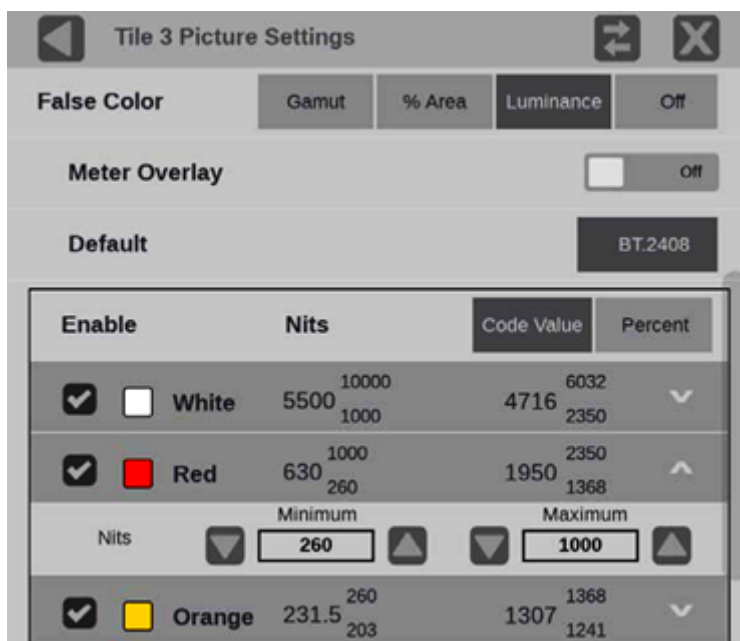 Tile 3 Picture Settings
False Color Gamut % Area Luminance Off
Meter Overlay Off
Default BT.2408
Enable Nits Code Value Percent
White 5500 10000 1000 4716 6032 2350
Red 630 1000 260 1950 2350 1368
Minimum Maximum
Nits 260 1000
Orange 231.5 260 203 1307 1368 1241